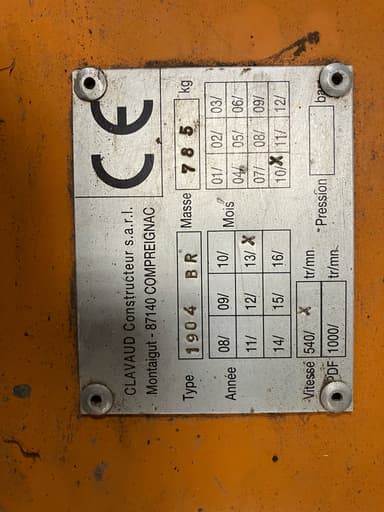 CLAVAUD Constructeur s.a.r.l.
Montaigut - 87140 COMPREIGNAC
CE
Type 1904 BR Masse 785 kg
Année Mois
08/ 09/ 10/ 01/ 02/ 03/
11/ 12/ 13/ X 04/ 05/ 06/
14/ 15/ 16/ 07/ 08/ 09/
10/ X 11/ 12/
Vitesse 540/ X tr/mn. Pression bar
PDF 1000/ tr/mn.